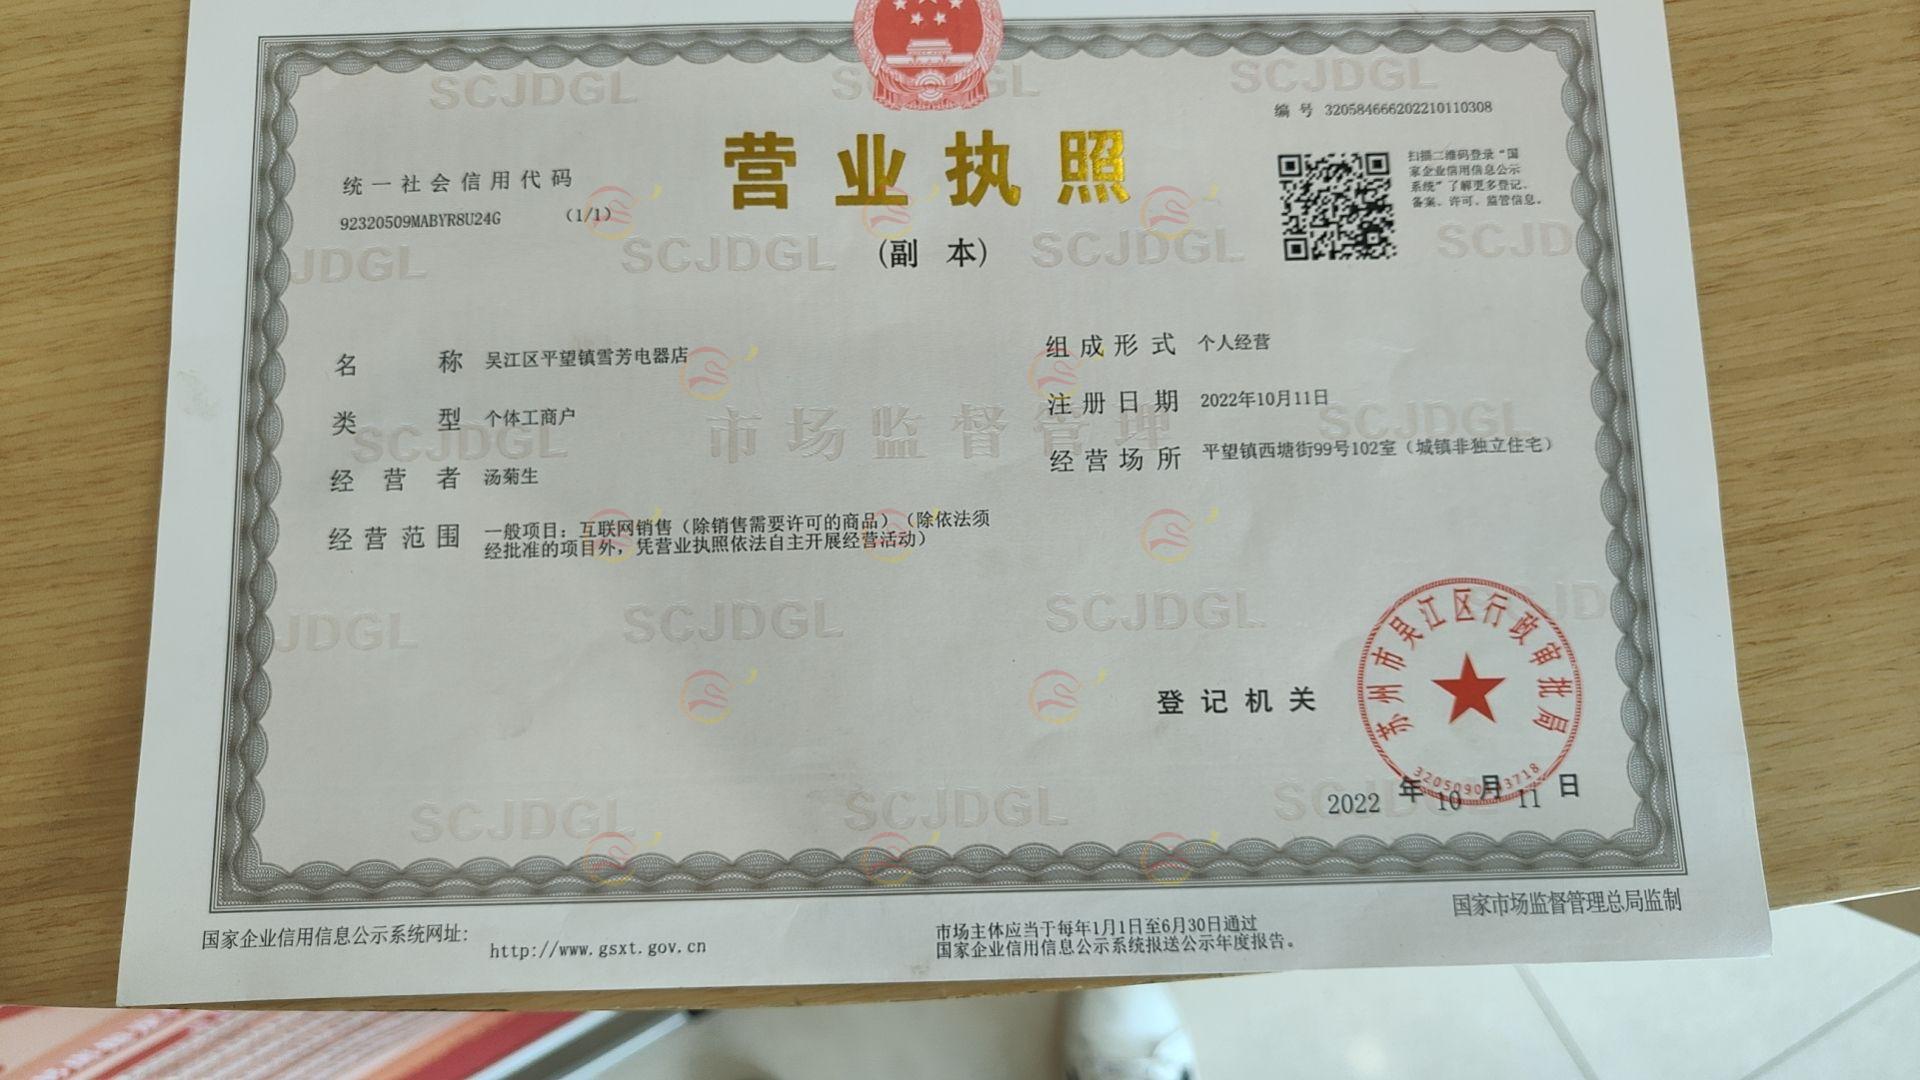 编号 320584666202210110308
统一社会信用代码
92320509MABYR8U24G （1/1）
营业执照
(副 本)
扫描二维码登录“国
家企业信用信息公示
系统”了解更多登记、
备案、许可、监管信息。
名称 吴江区平望镇雪芳电器店
类型 个体工商户
经营者 汤菊生
经营范围 一般项目：互联网销售（除销售需要许可的商品）（除依法须
经批准的项目外，凭营业执照依法自主开展经营活动）
组成形式 个人经营
注册日期 2022年10月11日
经营场所 平望镇西塘街99号102室（城镇非独立住宅）
SCJDGL
市场监督管理
登记机关
苏州市吴江区行政审批局
2022 年 10 月 11 日
国家企业信用信息公示系统网址: http://www.gsxt.gov.cn
市场主体应当于每年1月1日至6月30日通过
国家企业信用信息公示系统报送公示年度报告。
国家市场监督管理总局监制